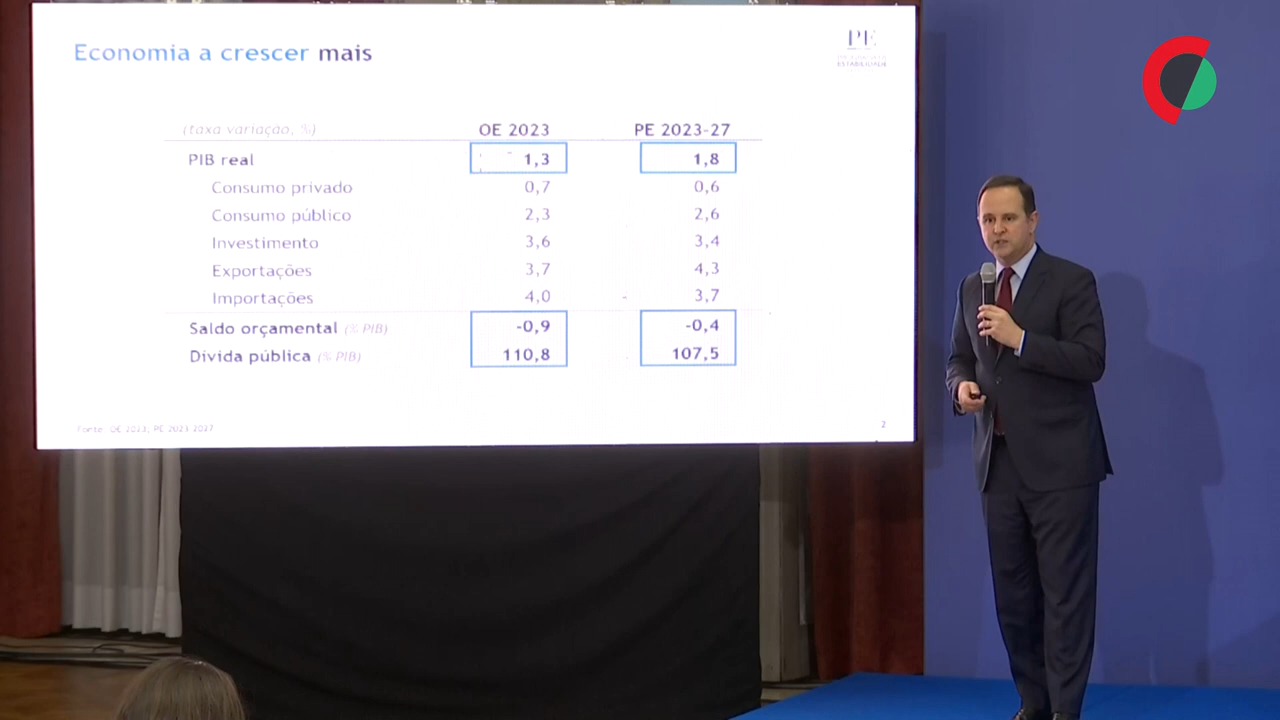 Economia a crescer mais
PE
ESTABILIDADE
(taxa variação, %) OE 2023 PE 2023-27
PIB real 1,3 1,8
Consumo privado 0,7 0,6
Consumo público 2,3 2,6
Investimento 3,6 3,4
Exportações 3,7 4,3
Importações 4,0 3,7
Saldo orçamental (% PIB) -0,9 -0,4
Dívida pública (% PIB) 110,8 107,5
Fonte: OE 2023, PE 2023-2027
2